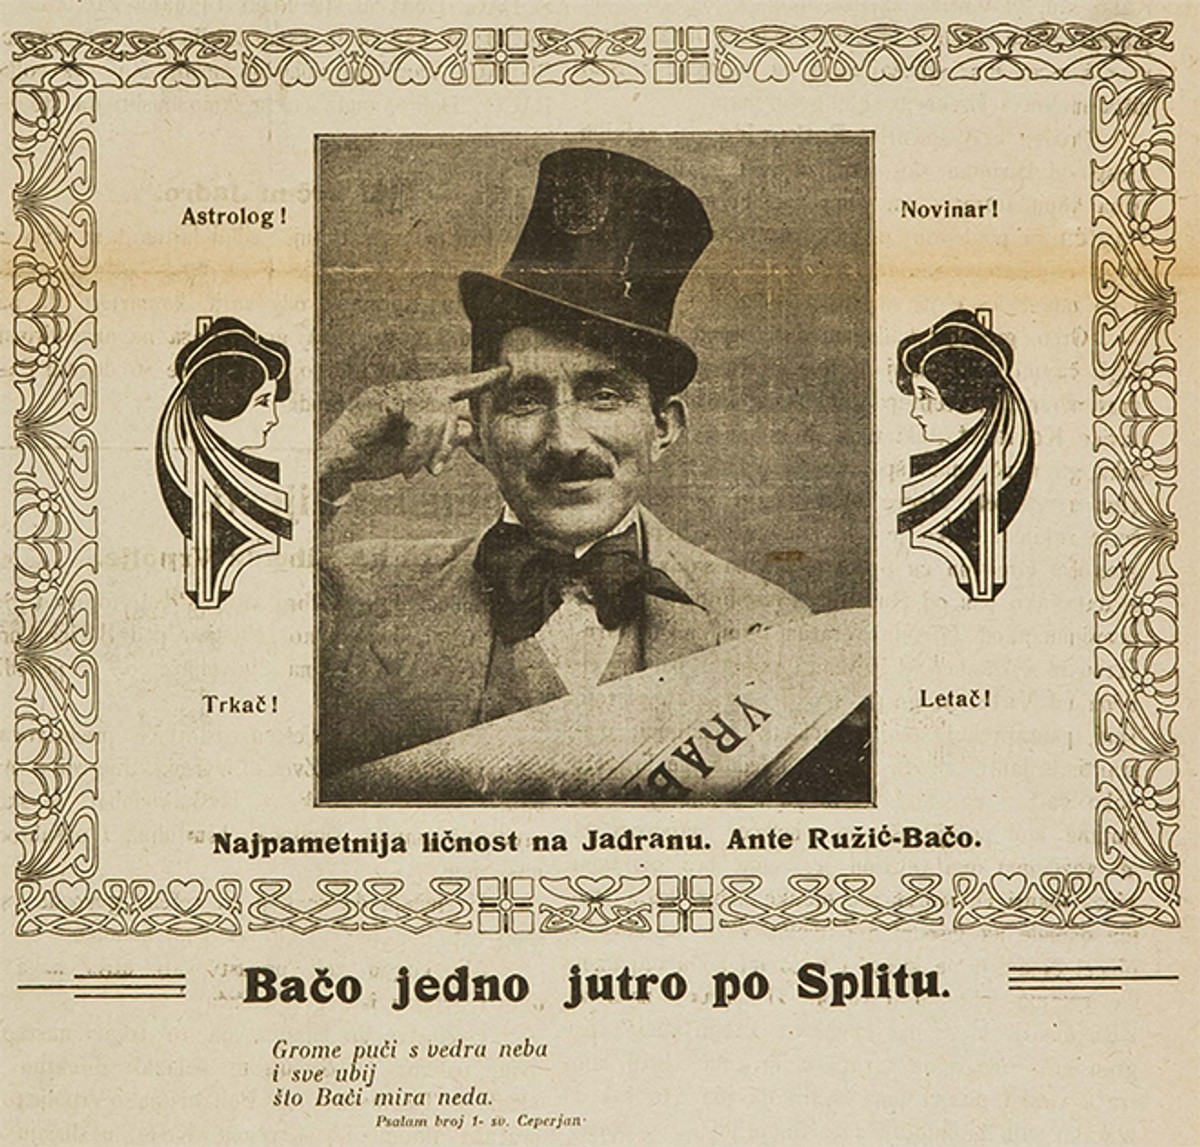 Astrolog!
Novinar!
Trkač!
Letač!
VRAB
Najpametnija ličnost na Jadranu. Ante Ružić-Bačo.
Bačo jedno jutro po Splitu.
Grome puči s vedra neba
i sve ubij
što Bači mira neda.
Psalam broj 1- sv. Ceperjan·